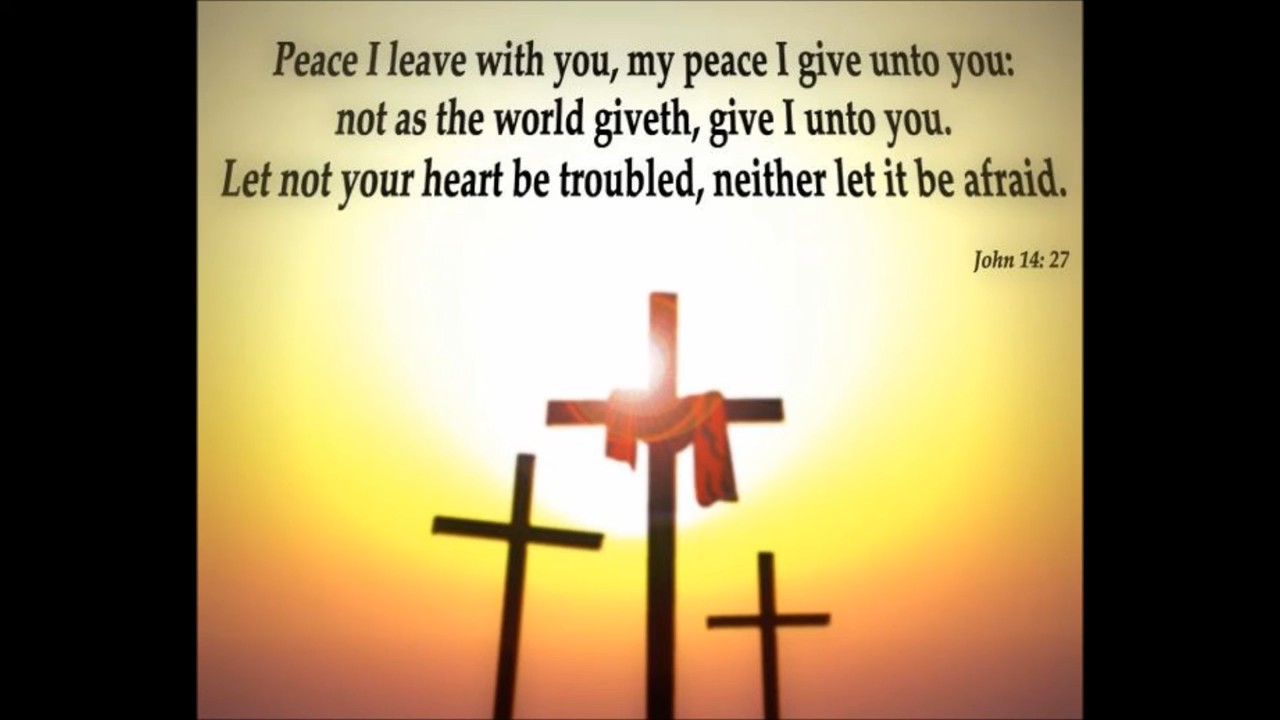 Peace I leave with you, my peace I give unto you:
not as the world giveth, give I unto you.
Let not your heart be troubled, neither let it be afraid.
John 14: 27